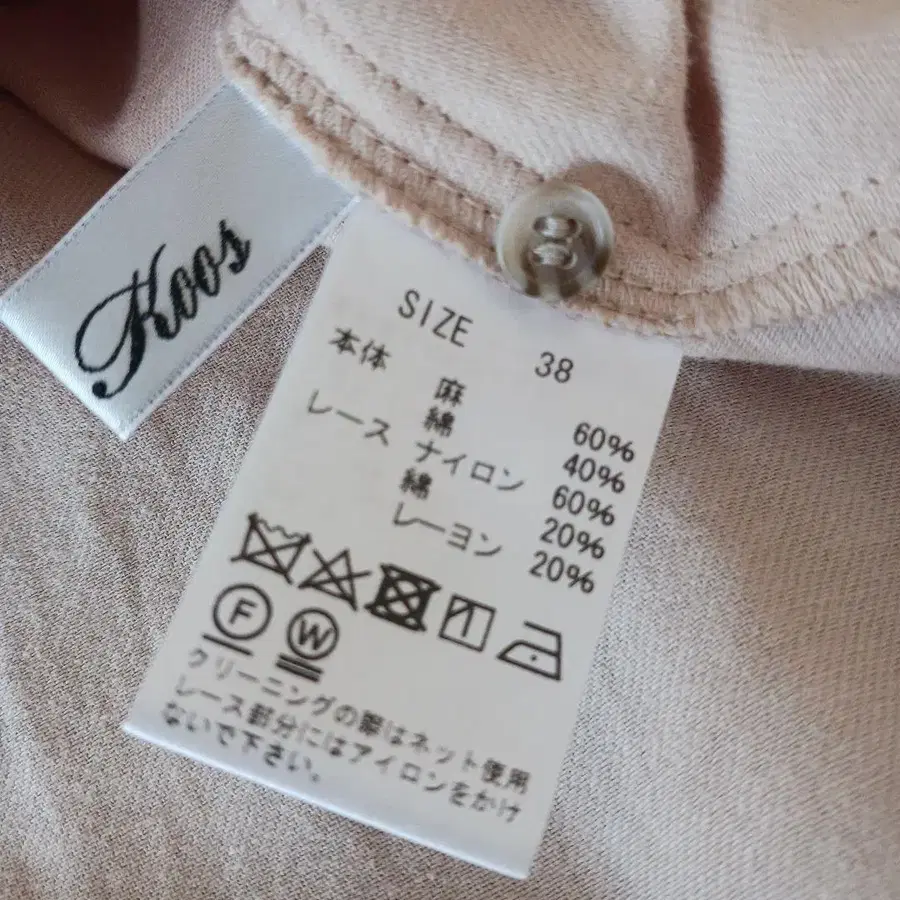 Koos
SIZE 38
本体 麻 60%
綿 40%
レース ナイロン 60%
綿 20%
レーヨン 20%
F W
クリーニングの際はネット使用
レース部分にはアイロンをかけ
ないで下さい。